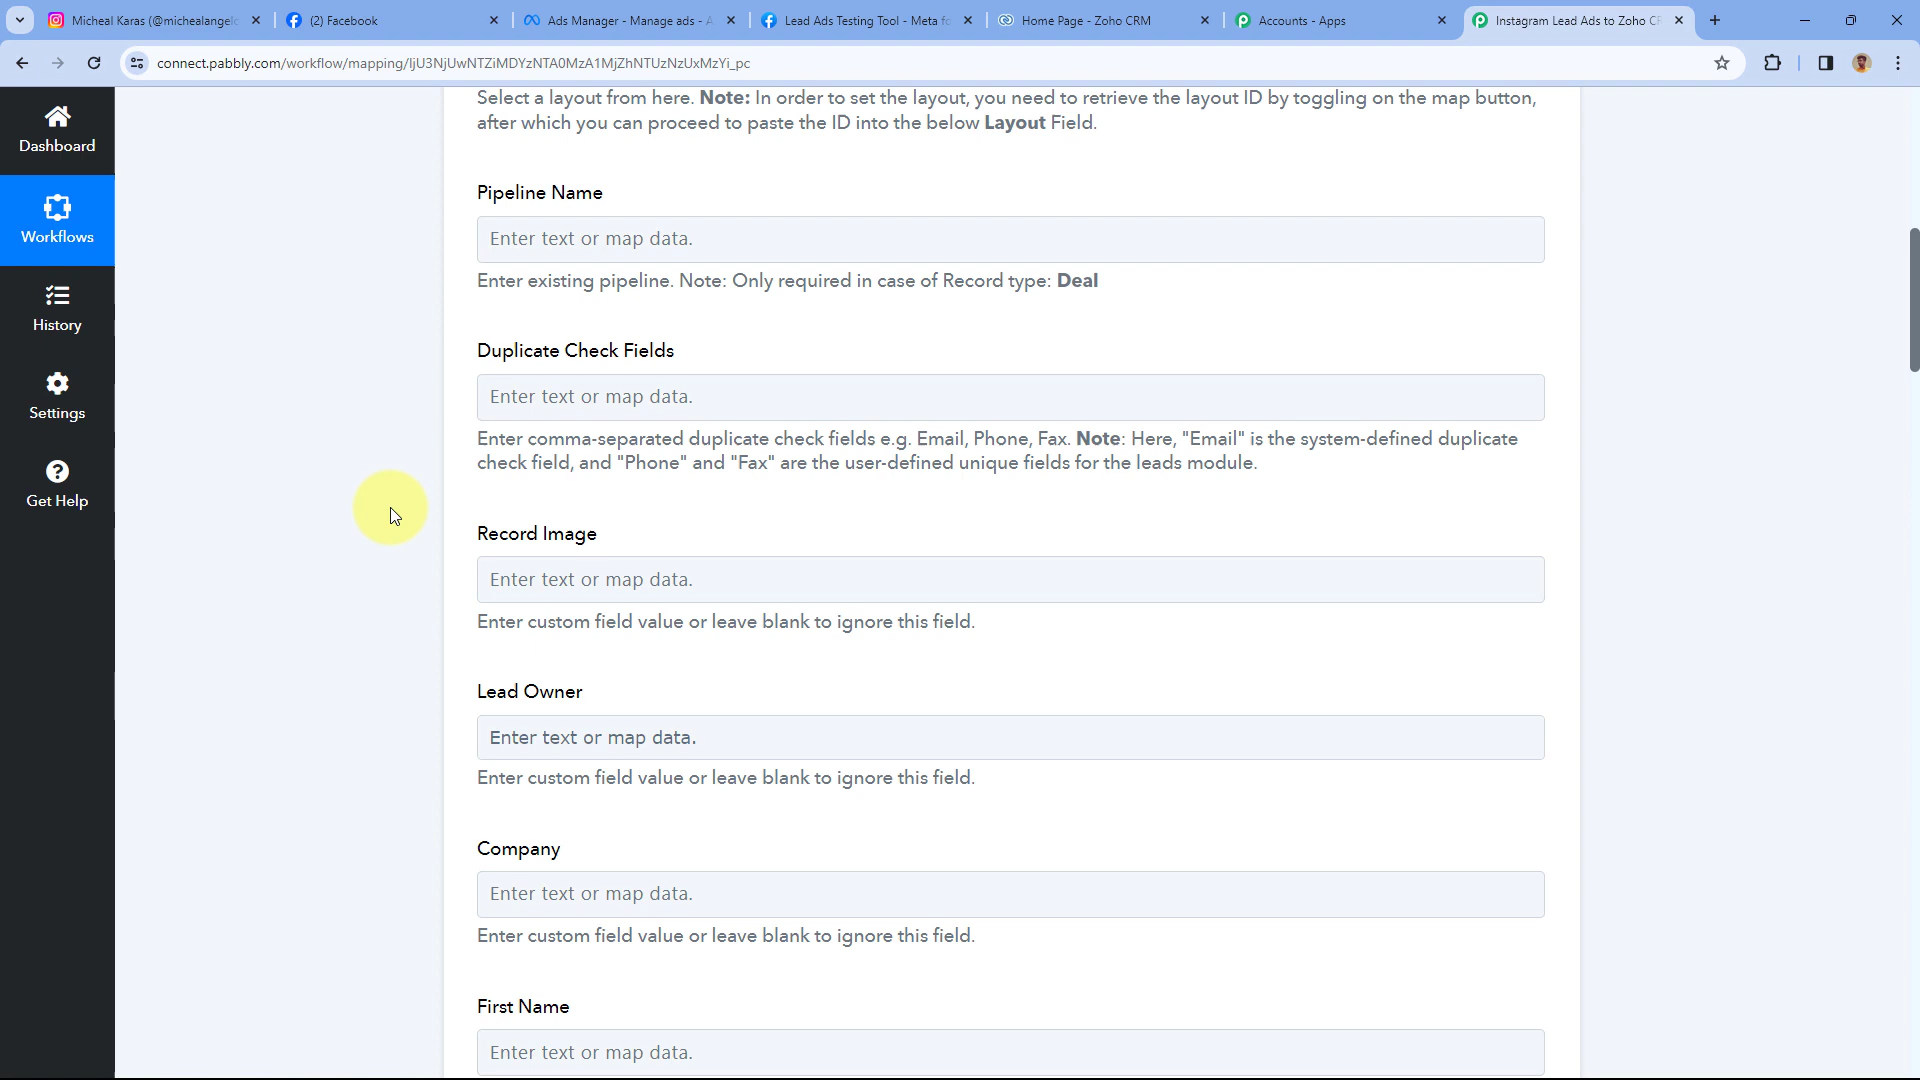 Micheal Karas (@michealangelo
(2) Facebook
Ads Manager - Manage ads - A
Lead Ads Testing Tool - Meta fo
Home Page - Zoho CRM
Accounts - Apps
Instagram Lead Ads to Zoho CR
connect.pabbly.com/workflow/mapping/IjU3NjUwNTZiMDYzNTA0MzA1MjZhNTUzNzUxMzYi_pc
Dashboard
Workflows
History
Settings
Get Help
Select a layout from here. Note: In order to set the layout, you need to retrieve the layout ID by toggling on the map button,
after which you can proceed to paste the ID into the below Layout Field.
Pipeline Name
Enter text or map data.
Enter existing pipeline. Note: Only required in case of Record type: Deal
Duplicate Check Fields
Enter text or map data.
Enter comma-separated duplicate check fields e.g. Email, Phone, Fax. Note: Here, "Email" is the system-defined duplicate
check field, and "Phone" and "Fax" are the user-defined unique fields for the leads module.
Record Image
Enter text or map data.
Enter custom field value or leave blank to ignore this field.
Lead Owner
Enter text or map data.
Enter custom field value or leave blank to ignore this field.
Company
Enter text or map data.
Enter custom field value or leave blank to ignore this field.
First Name
Enter text or map data.